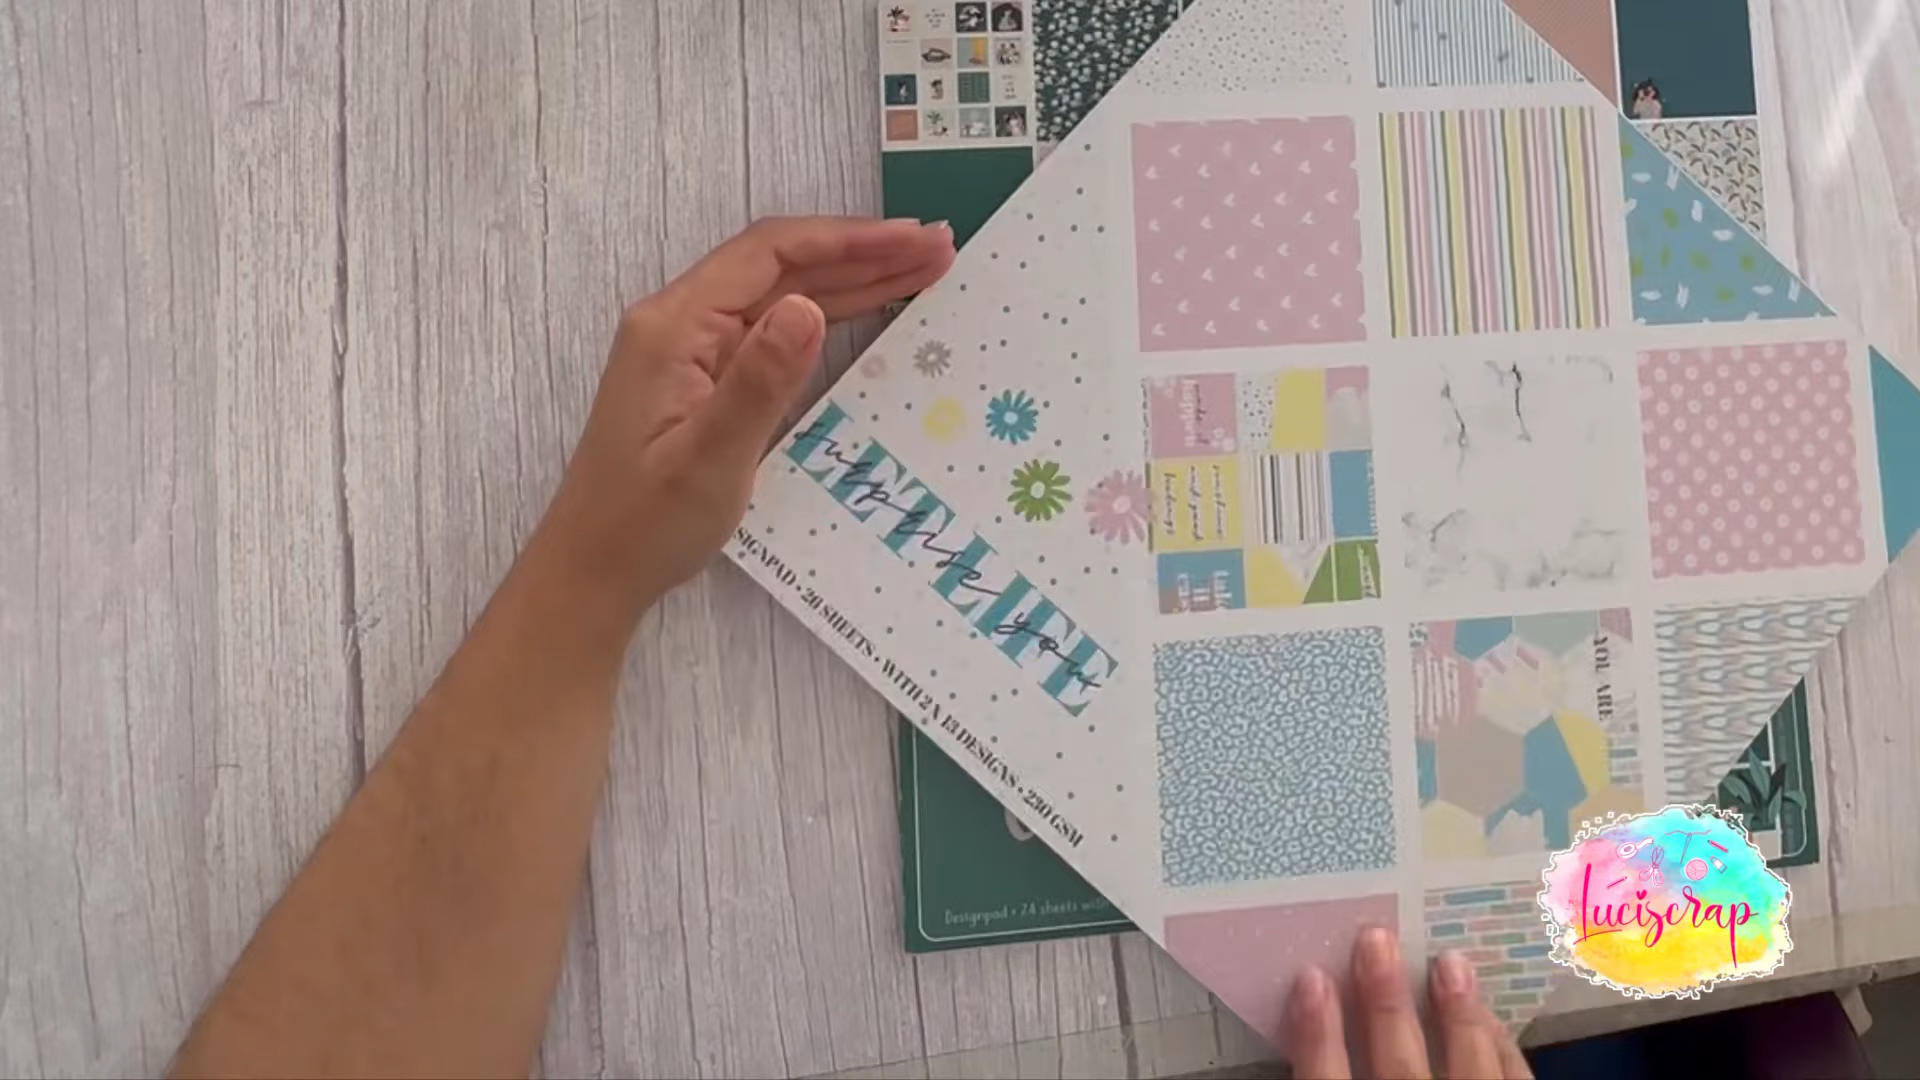 LET LIFE
surprise you
SIGNPAD • 26 SHEETS • WITH 2 X 13 DESIGNS • 230 GSM
YOU ARE
Designpad • 24 sheets with
Luciscrap